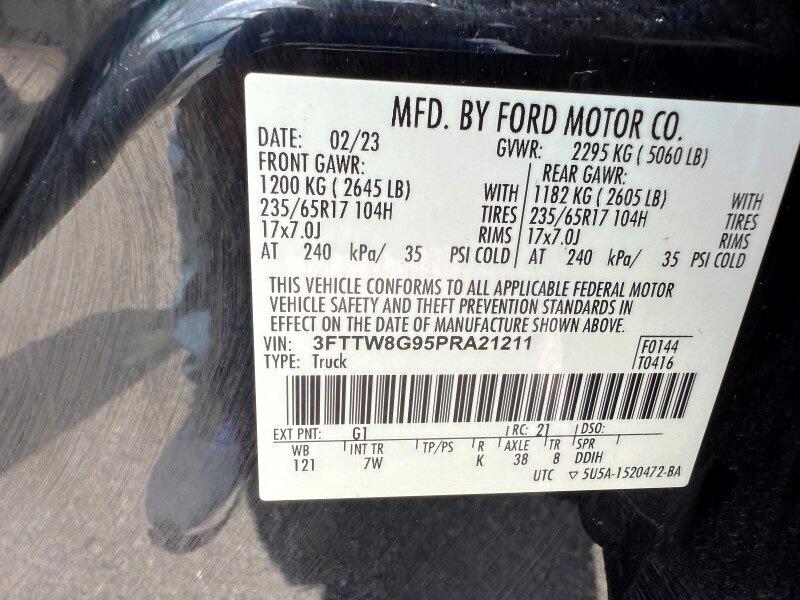 MFD. BY FORD MOTOR CO.
DATE: 02/23 GVWR: 2295 KG ( 5060 LB)
FRONT GAWR: REAR GAWR:
1200 KG ( 2645 LB) WITH 1182 KG ( 2605 LB) WITH
235/65R17 104H TIRES 235/65R17 104H TIRES
17x7.0J RIMS 17x7.0J RIMS
AT 240 kPa/ 35 PSI COLD AT 240 kPa/ 35 PSI COLD
THIS VEHICLE CONFORMS TO ALL APPLICABLE FEDERAL MOTOR
VEHICLE SAFETY AND THEFT PREVENTION STANDARDS IN
EFFECT ON THE DATE OF MANUFACTURE SHOWN ABOVE.
VIN: 3FTTW8G95PRA21211 F0144
TYPE: Truck T0416
EXT PNT: G1 RC: 21 DSO:
WB INT TR TP/PS R AXLE TR SPR
121 7W K 38 8 DDIH
UTC ▽ 5U5A-1520472-BA